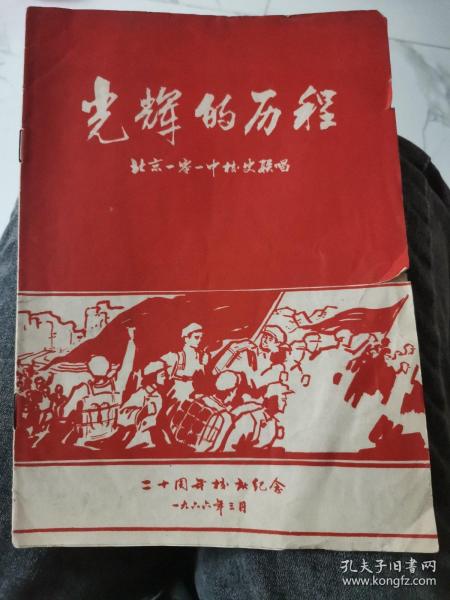 光辉的历程
北京一零一中校史联唱
二十周年校庆纪念
一九六六年三月
孔夫子旧书网
www.kongfz.com